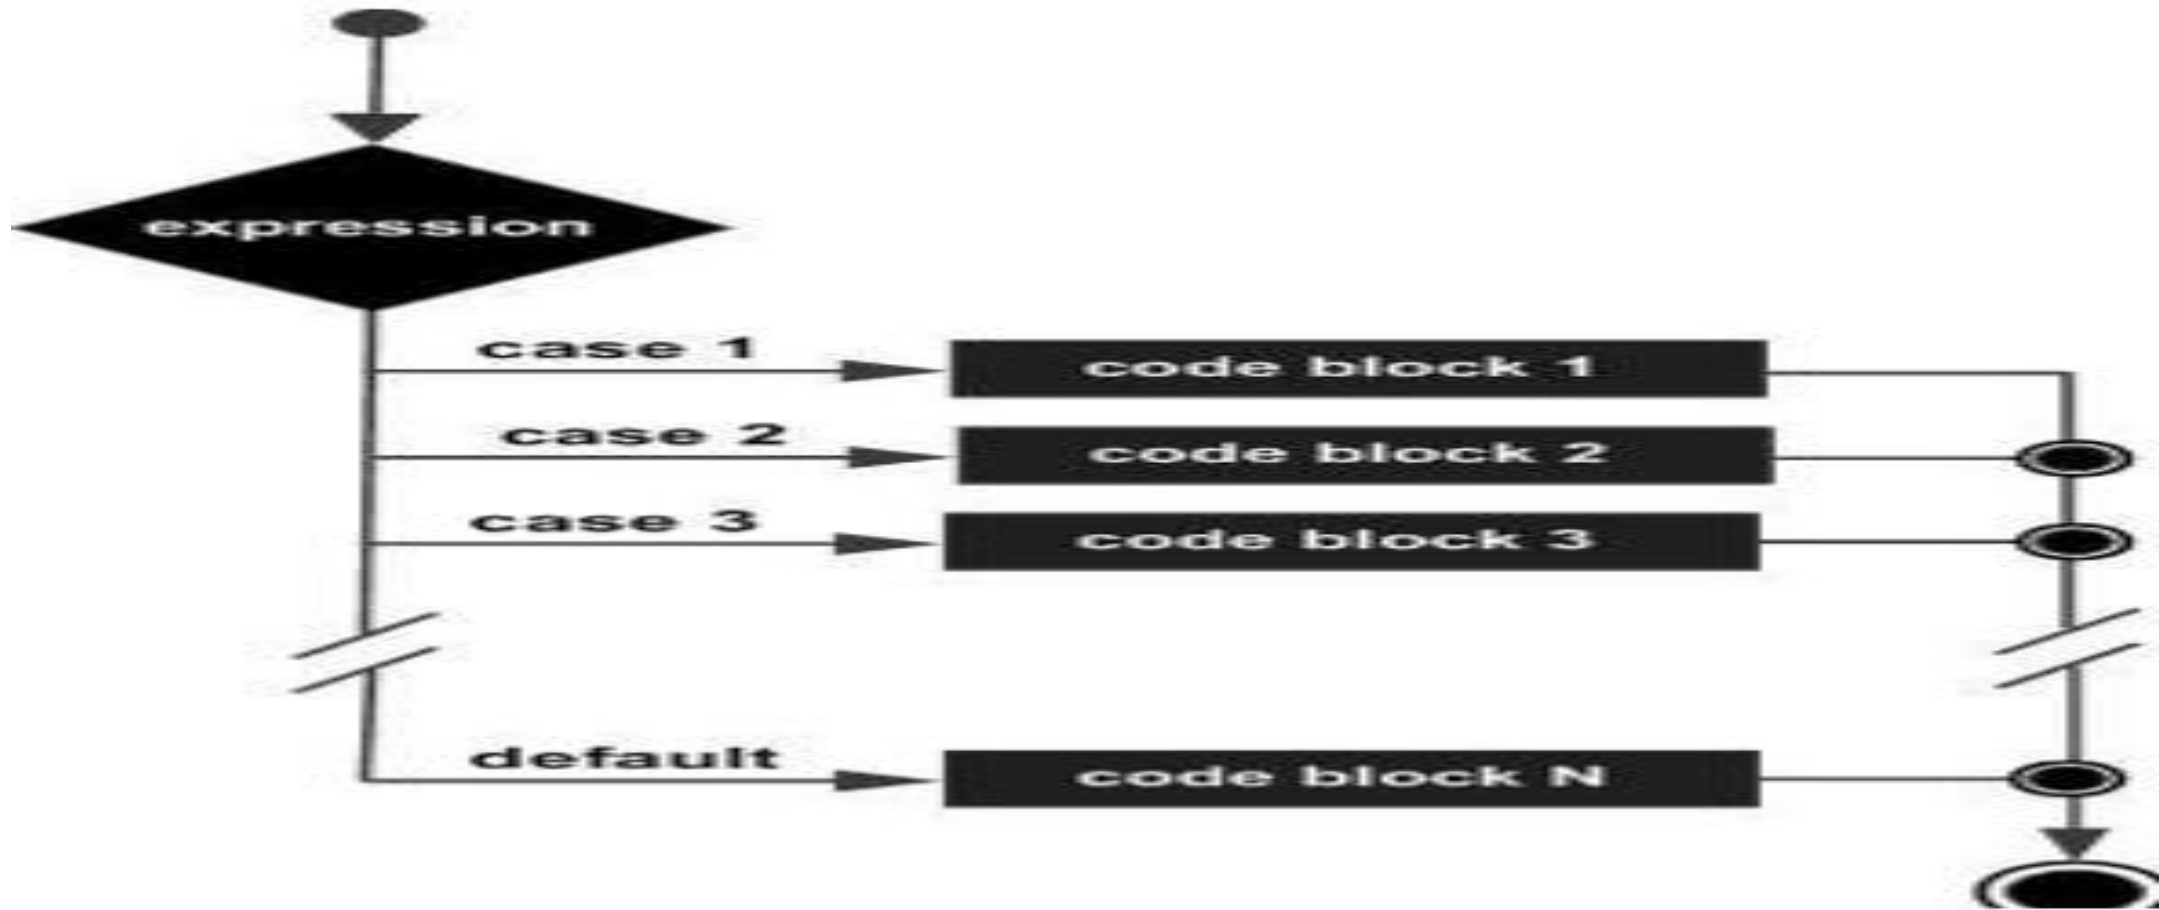 expression
case 1
code block 1
case 2
code block 2
case 3
code block 3
default
code block N